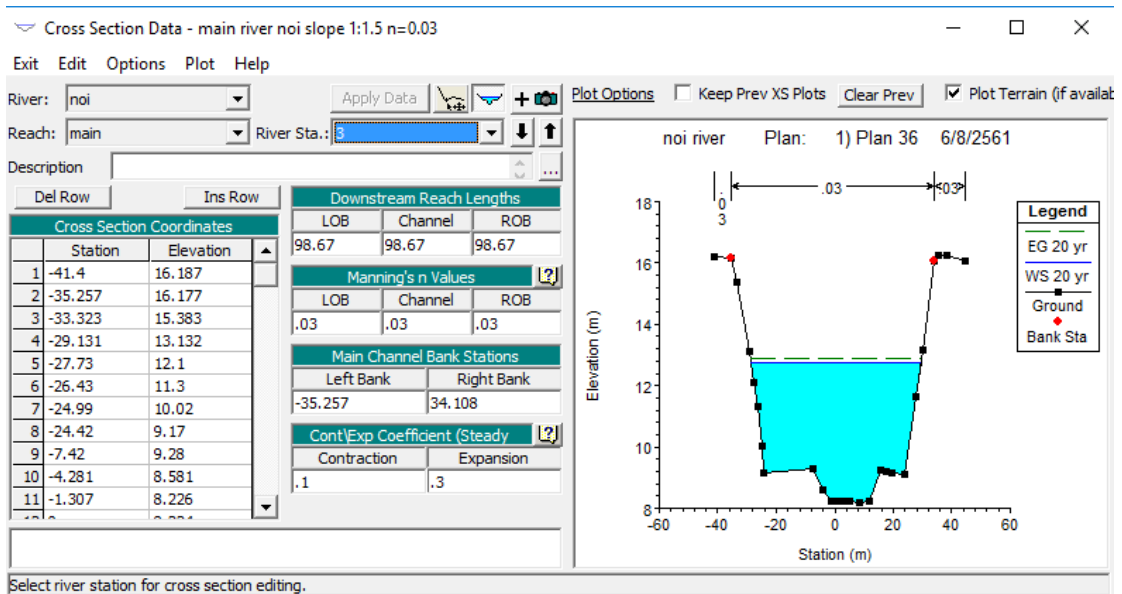 Cross Section Data - main river noi slope 1:1.5 n=0.03
Exit Edit Options Plot Help
River: noi
Apply Data
Plot Options Keep Prev XS Plots Clear Prev Plot Terrain (if availab
Reach: main River Sta.: 3
Description ...
Del Row Ins Row
Cross Section Coordinates
Station Elevation
1 -41.4 16.187
2 -35.257 16.177
3 -33.323 15.383
4 -29.131 13.132
5 -27.73 12.1
6 -26.43 11.3
7 -24.99 10.02
8 -24.42 9.17
9 -7.42 9.28
10 -4.281 8.581
11 -1.307 8.226
Downstream Reach Lengths
LOB Channel ROB
98.67 98.67 98.67
Manning's n Values
LOB Channel ROB
.03 .03 .03
Main Channel Bank Stations
Left Bank Right Bank
-35.257 34.108
Cont\Exp Coefficient (Steady
Contraction Expansion
.1 .3
noi river Plan: 1) Plan 36 6/8/2561
.03
.03
.03
Legend
EG 20 yr
WS 20 yr
Ground
Bank Sta
Elevation (m)
18
16
14
12
10
8
-60 -40 -20 0 20 40 60
Station (m)
Select river station for cross section editing.